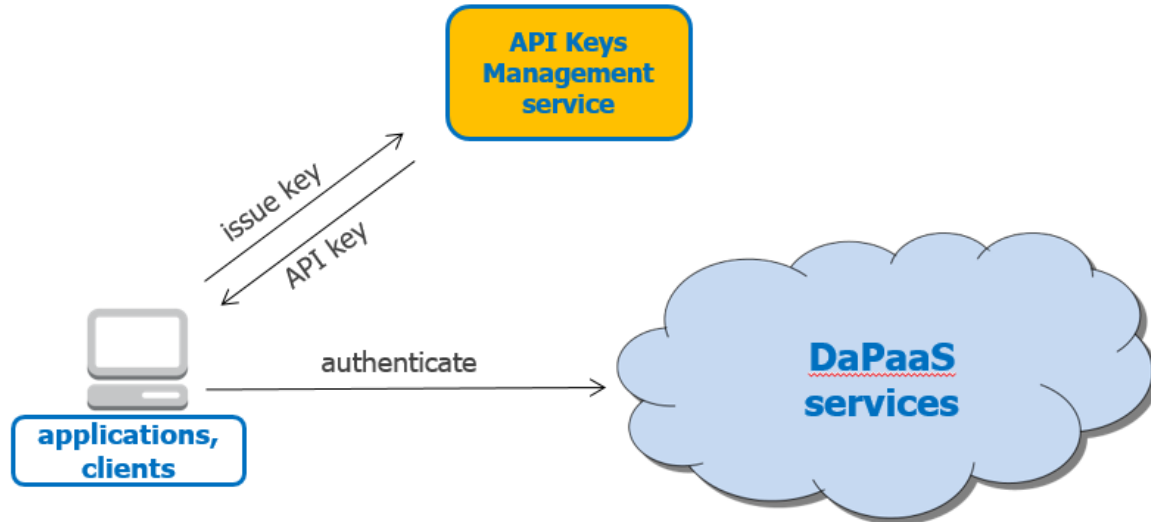 API Keys
Management
service
issue key
API key
authenticate
DaPaaS
services
applications,
clients